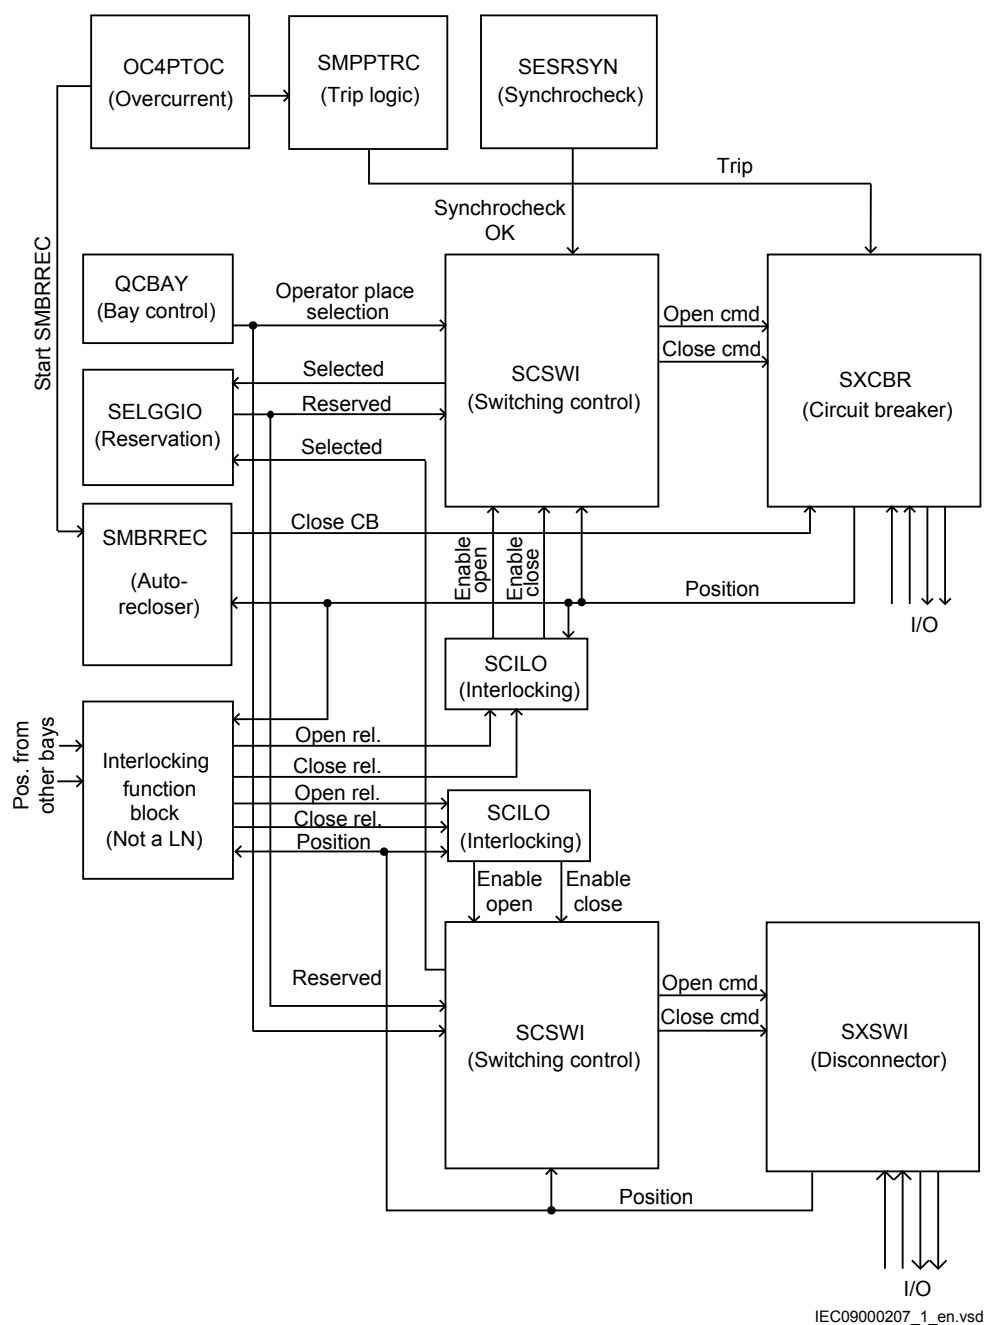 OC4PTOC
(Overcurrent)
SMPPTRC
(Trip logic)
SESRSYN
(Synchrocheck)
Trip
Synchrocheck
OK
Start SMBRREC
QCBAY
(Bay control)
Operator place
selection
Open cmd
Close cmd
SCSWI
(Switching control)
SXCBR
(Circuit breaker)
Selected
SELGGIO
(Reservation)
Reserved
Selected
SMBRREC
(Auto-
recloser)
Close CB
Enable
open
Enable
close
Position
I/O
SCILO
(Interlocking)
Pos. from
other bays
Interlocking
function
block
(Not a LN)
Open rel.
Close rel.
Open rel.
Close rel.
Position
SCILO
(Interlocking)
Enable
open
Enable
close
Reserved
SCSWI
(Switching control)
Open cmd
Close cmd
SXSWI
(Disconnector)
Position
I/O
IEC09000207_1_en.vsd